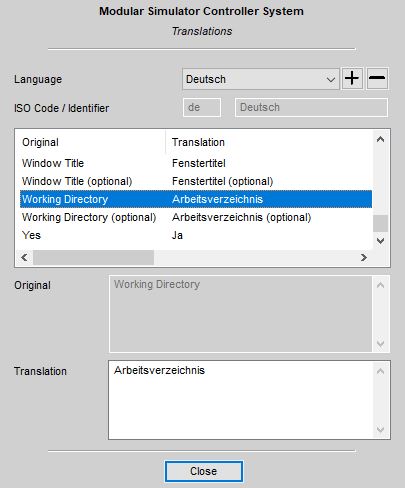 Modular Simulator Controller System
Translations
Language Deutsch
ISO Code / Identifier de Deutsch
Original Translation
Window Title Fenstertitel
Window Title (optional) Fenstertitel (optional)
Working Directory Arbeitsverzeichnis
Working Directory (optional) Arbeitsverzeichnis (optional)
Yes Ja
Original Working Directory
Translation Arbeitsverzeichnis
Close